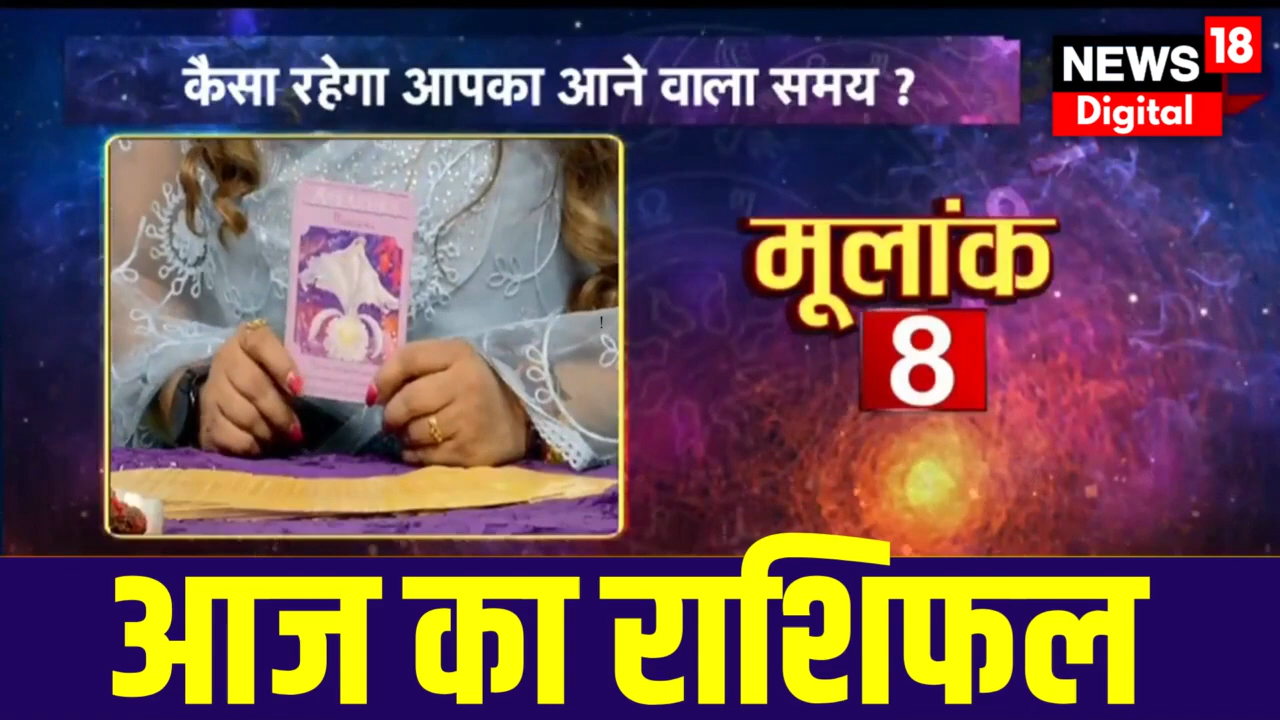 कैसा रहेगा आपका आने वाला समय ?
NEWS 18
Digital
मूलांक
8
!
आज का राशिफल